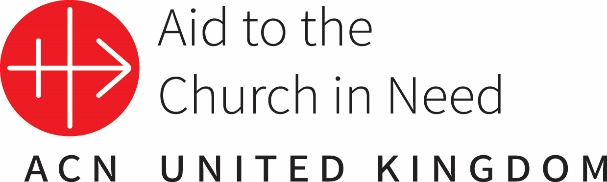 Aid to the
Church in Need
ACN UNITED KINGDOM